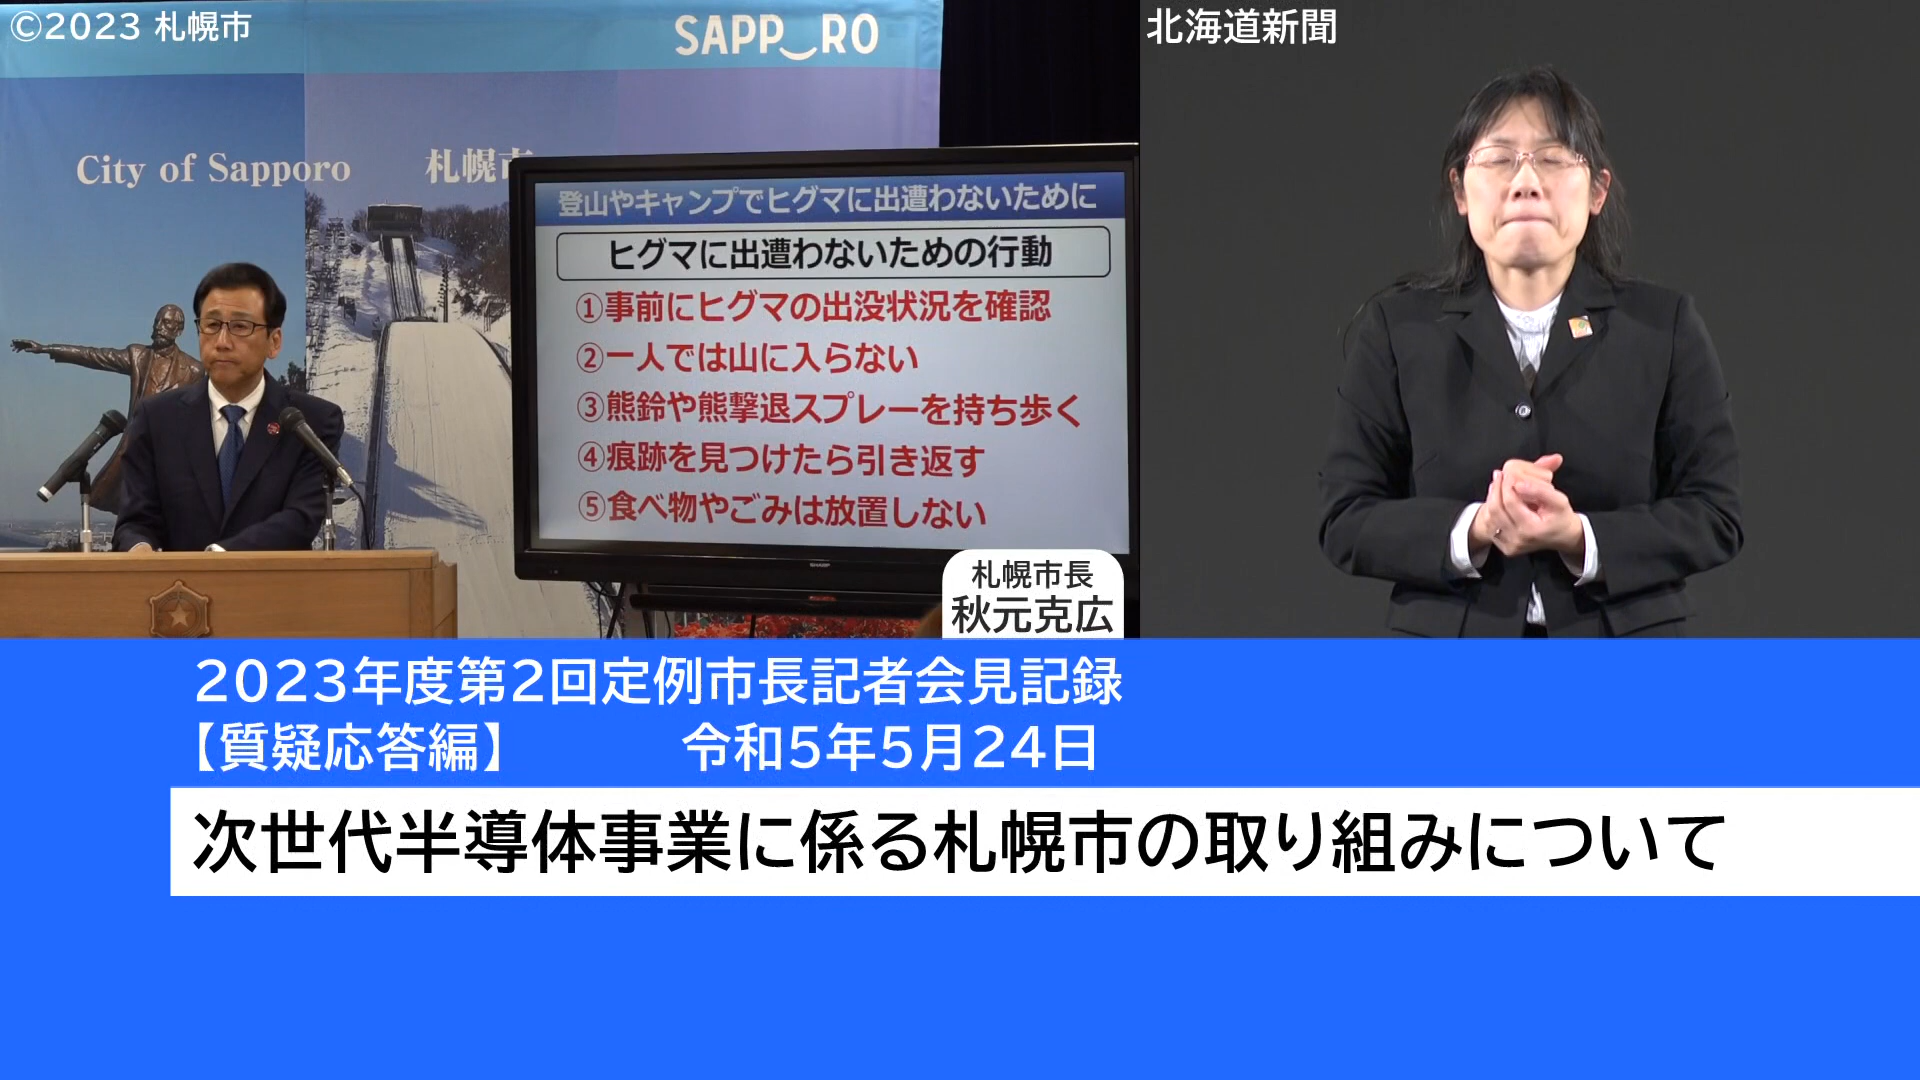 ©2023 札幌市
SAPP_RO
City of Sapporo
札幌市
登山やキャンプでヒグマに出遭わないために
ヒグマに出遭わないための行動
①事前にヒグマの出没状況を確認
②一人では山に入らない
③熊鈴や熊撃退スプレーを持ち歩く
④痕跡を見つけたら引き返す
⑤食べ物やごみは放置しない
SHARP
札幌市長
秋元克広
北海道新聞
2023年度第2回定例市長記者会見記録
【質疑応答編】 令和5年5月24日
次世代半導体事業に係る札幌市の取り組みについて